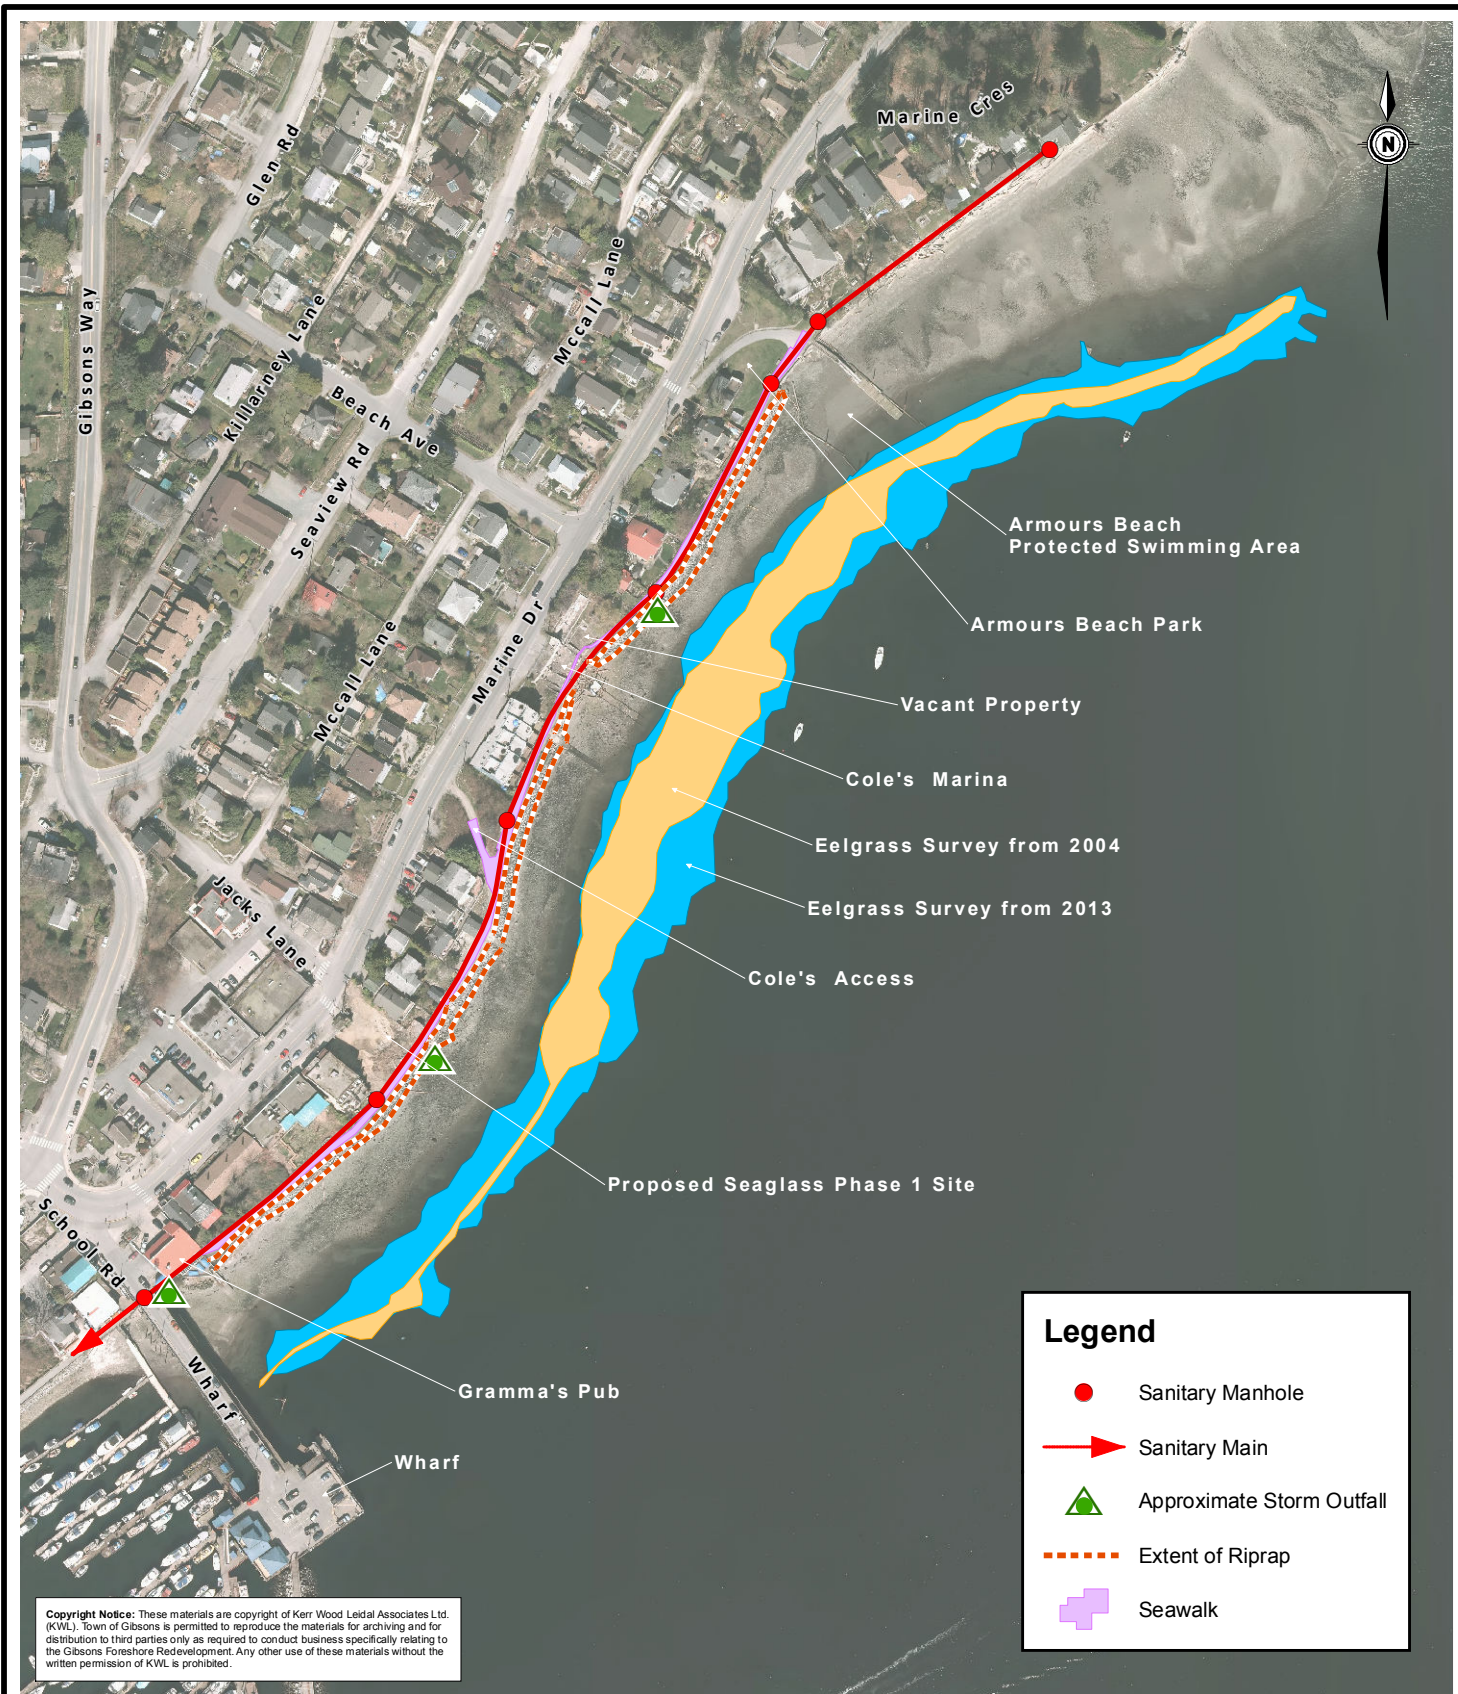 Marine Cres
N
Glen Rd
Mccall Lane
Gibsons Way
Killarney Lane
Beach Ave
Seaview Rd
Armours Beach
Protected Swimming Area
Armours Beach Park
Marine Dr
Mccall Lane
Vacant Property
Cole's Marina
Eelgrass Survey from 2004
Jacks Lane
Eelgrass Survey from 2013
Cole's Access
Proposed Seaglass Phase 1 Site
School Rd
Wharf
Gramma's Pub
Wharf
Legend
Sanitary Manhole
Sanitary Main
Approximate Storm Outfall
Extent of Riprap
Seawalk
Copyright Notice: These materials are copyright of Kerr Wood Leidal Associates Ltd.
(KWL). Town of Gibsons is permitted to reproduce the materials for archiving and for
distribution to third parties only as required to conduct business specifically relating to
the Gibsons Foreshore Redevelopment. Any other use of these materials without the
written permission of KWL is prohibited.